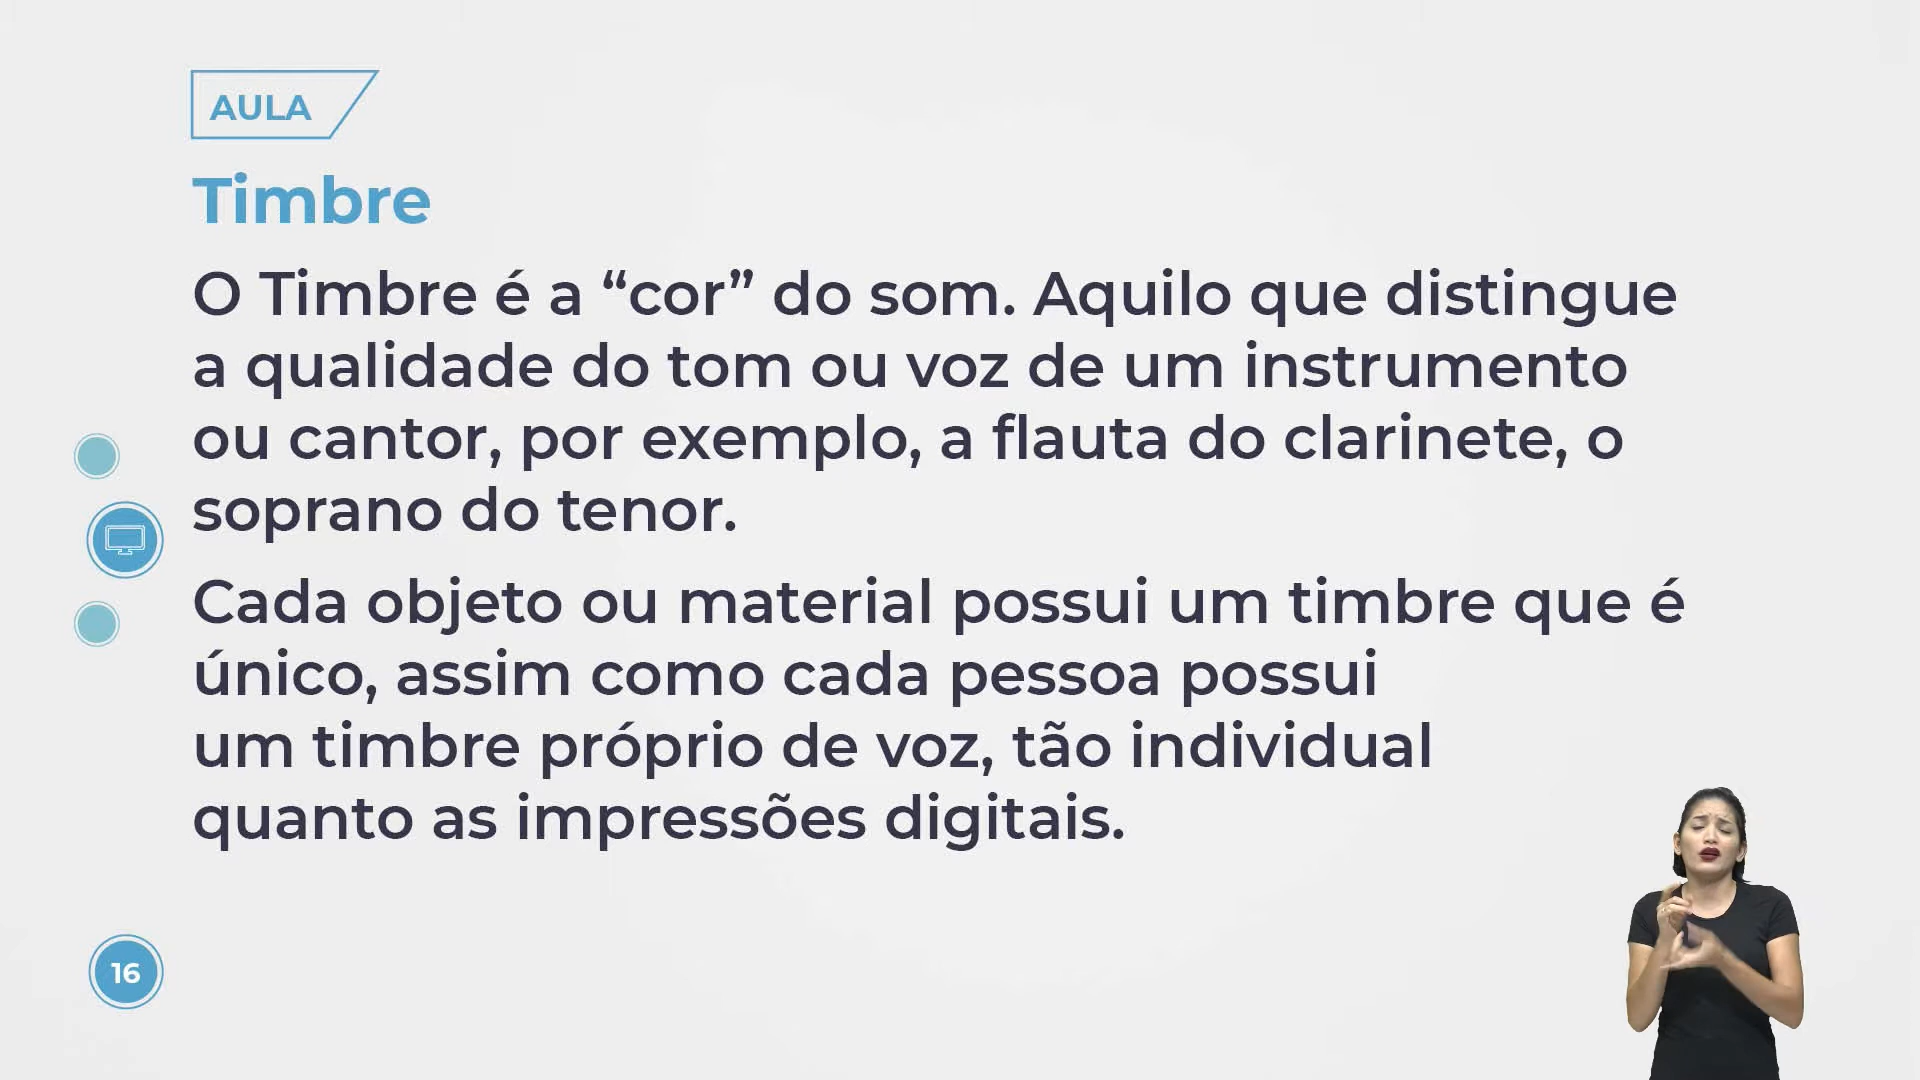 AULA
Timbre
O Timbre é a “cor” do som. Aquilo que distingue
a qualidade do tom ou voz de um instrumento
ou cantor, por exemplo, a flauta do clarinete, o
soprano do tenor.
Cada objeto ou material possui um timbre que é
único, assim como cada pessoa possui
um timbre próprio de voz, tão individual
quanto as impressões digitais.
16